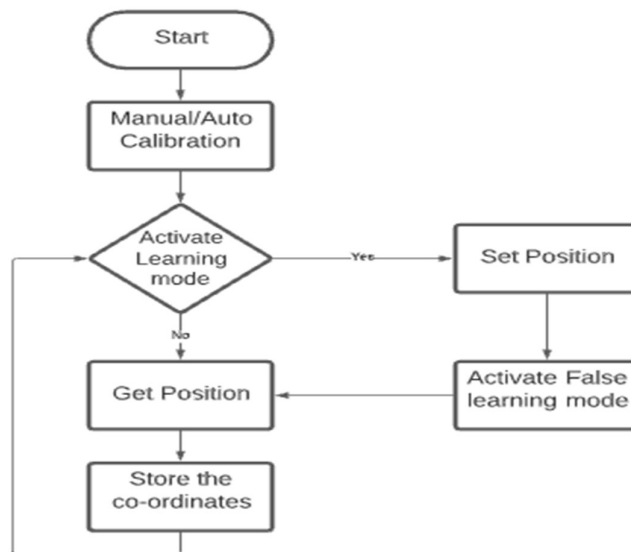 Start
Manual/Auto
Calibration
Activate
Learning
mode
Yes
Set Position
No
Get Position
Activate False
learning mode
Store the
co-ordinates